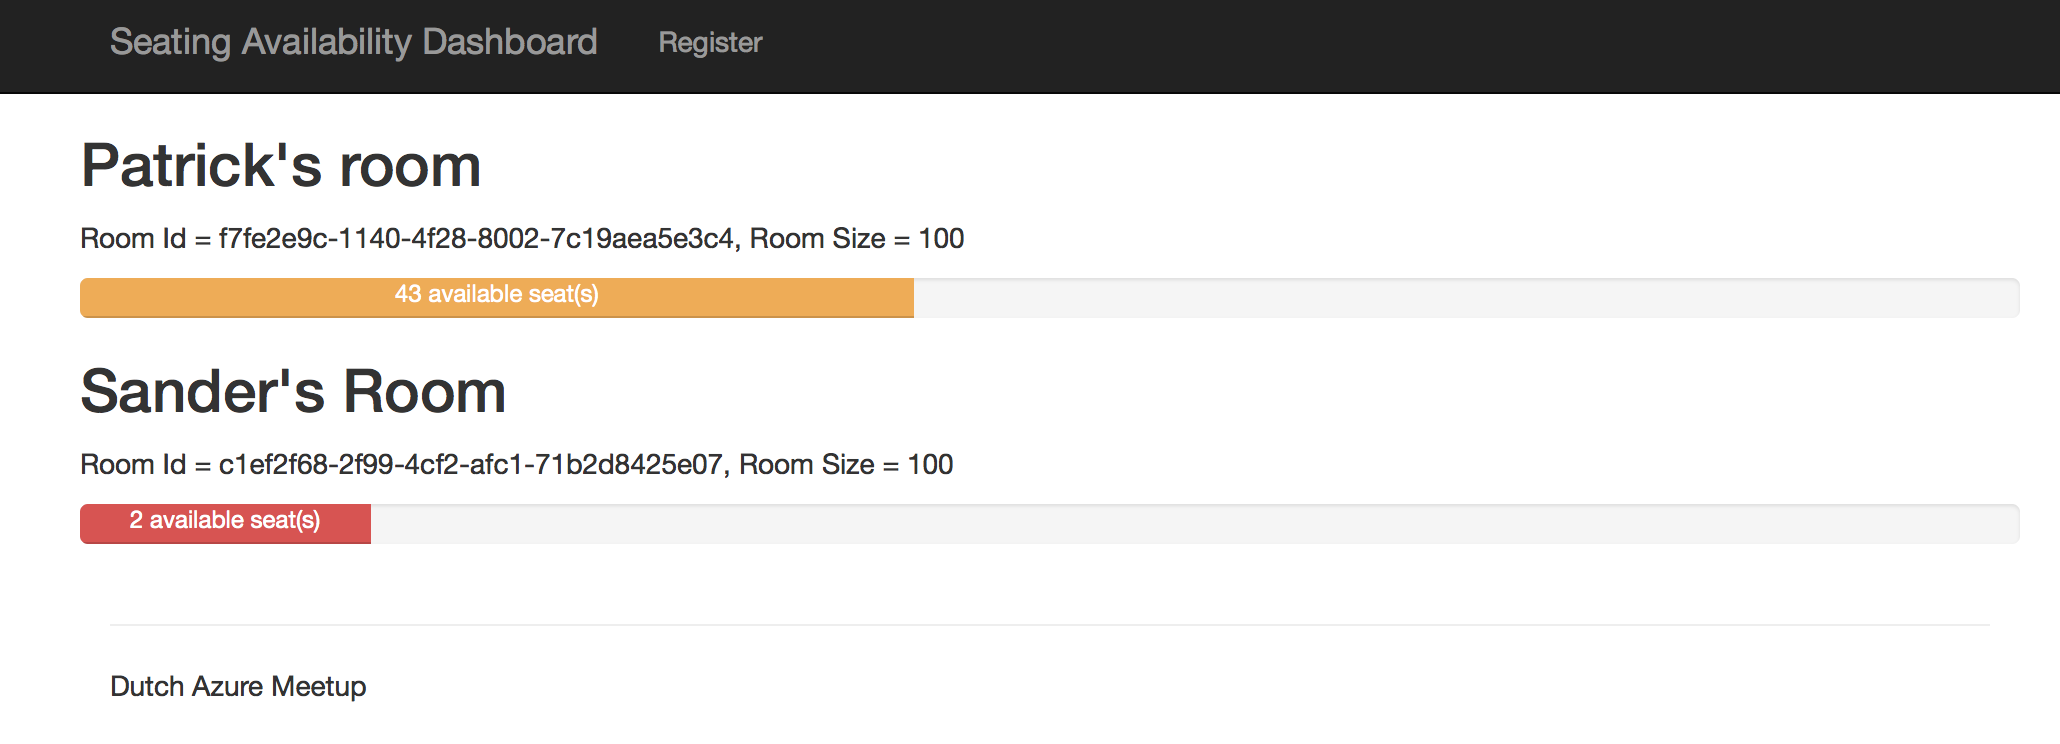 Seating Availability Dashboard Register
Patrick's room
Room Id = f7fe2e9c-1140-4f28-8002-7c19aea5e3c4, Room Size = 100
43 available seat(s)
Sander's Room
Room Id = c1ef2f68-2f99-4cf2-afc1-71b2d8425e07, Room Size = 100
2 available seat(s)
Dutch Azure Meetup